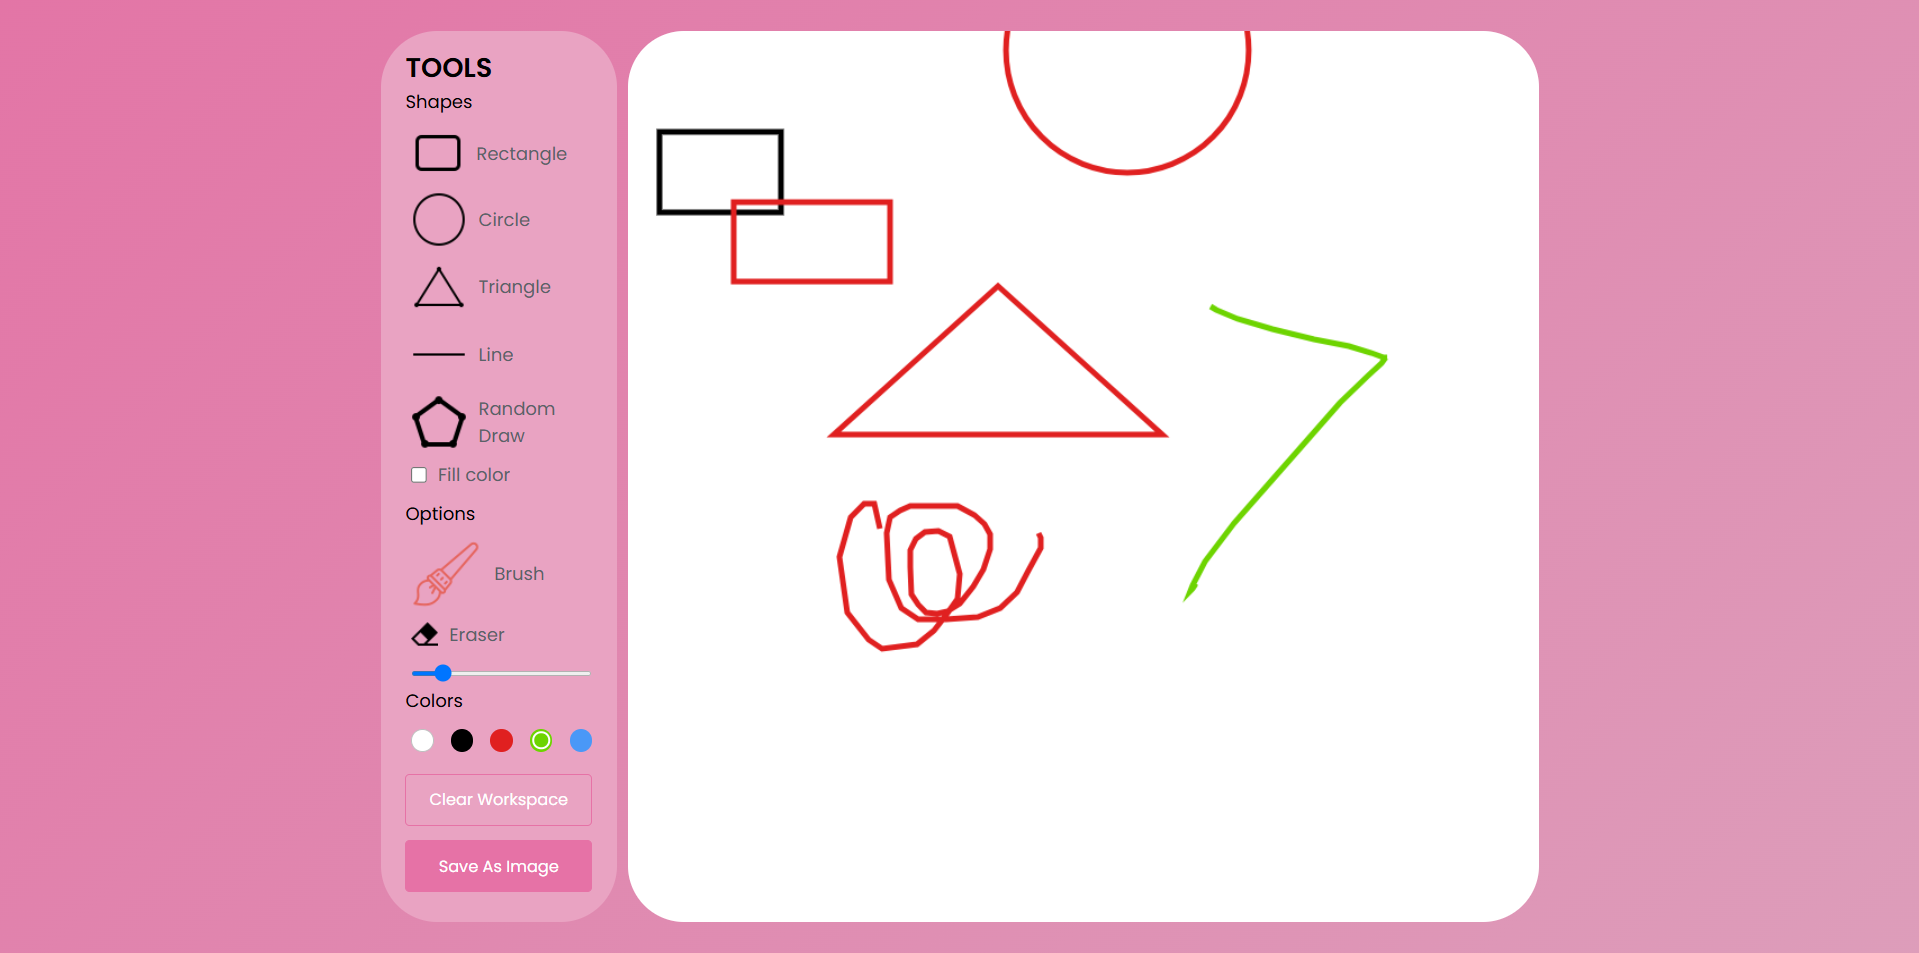 TOOLS
Shapes
Rectangle
Circle
Triangle
Line
Random
Draw
Fill color
Options
Brush
Eraser
Colors
Clear Workspace
Save As Image